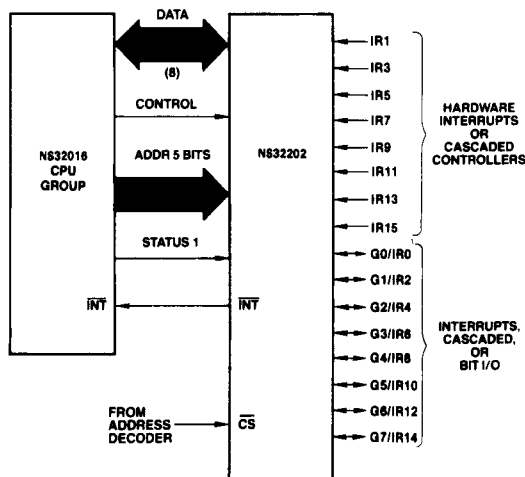 DATA
(8)
CONTROL
NS32016
CPU
GROUP
ADDR 5 BITS
NS32202
STATUS 1
INT
INT
FROM
ADDRESS
DECODER
CS
IR1
IR3
IR5
IR7
IR9
IR11
IR13
IR15
HARDWARE
INTERRUPTS
OR
CASCADED
CONTROLLERS
G0/IR0
G1/IR2
G2/IR4
G3/IR6
G4/IR8
G5/IR10
G6/IR12
G7/IR14
INTERRUPTS,
CASCADED,
OR
BIT I/O